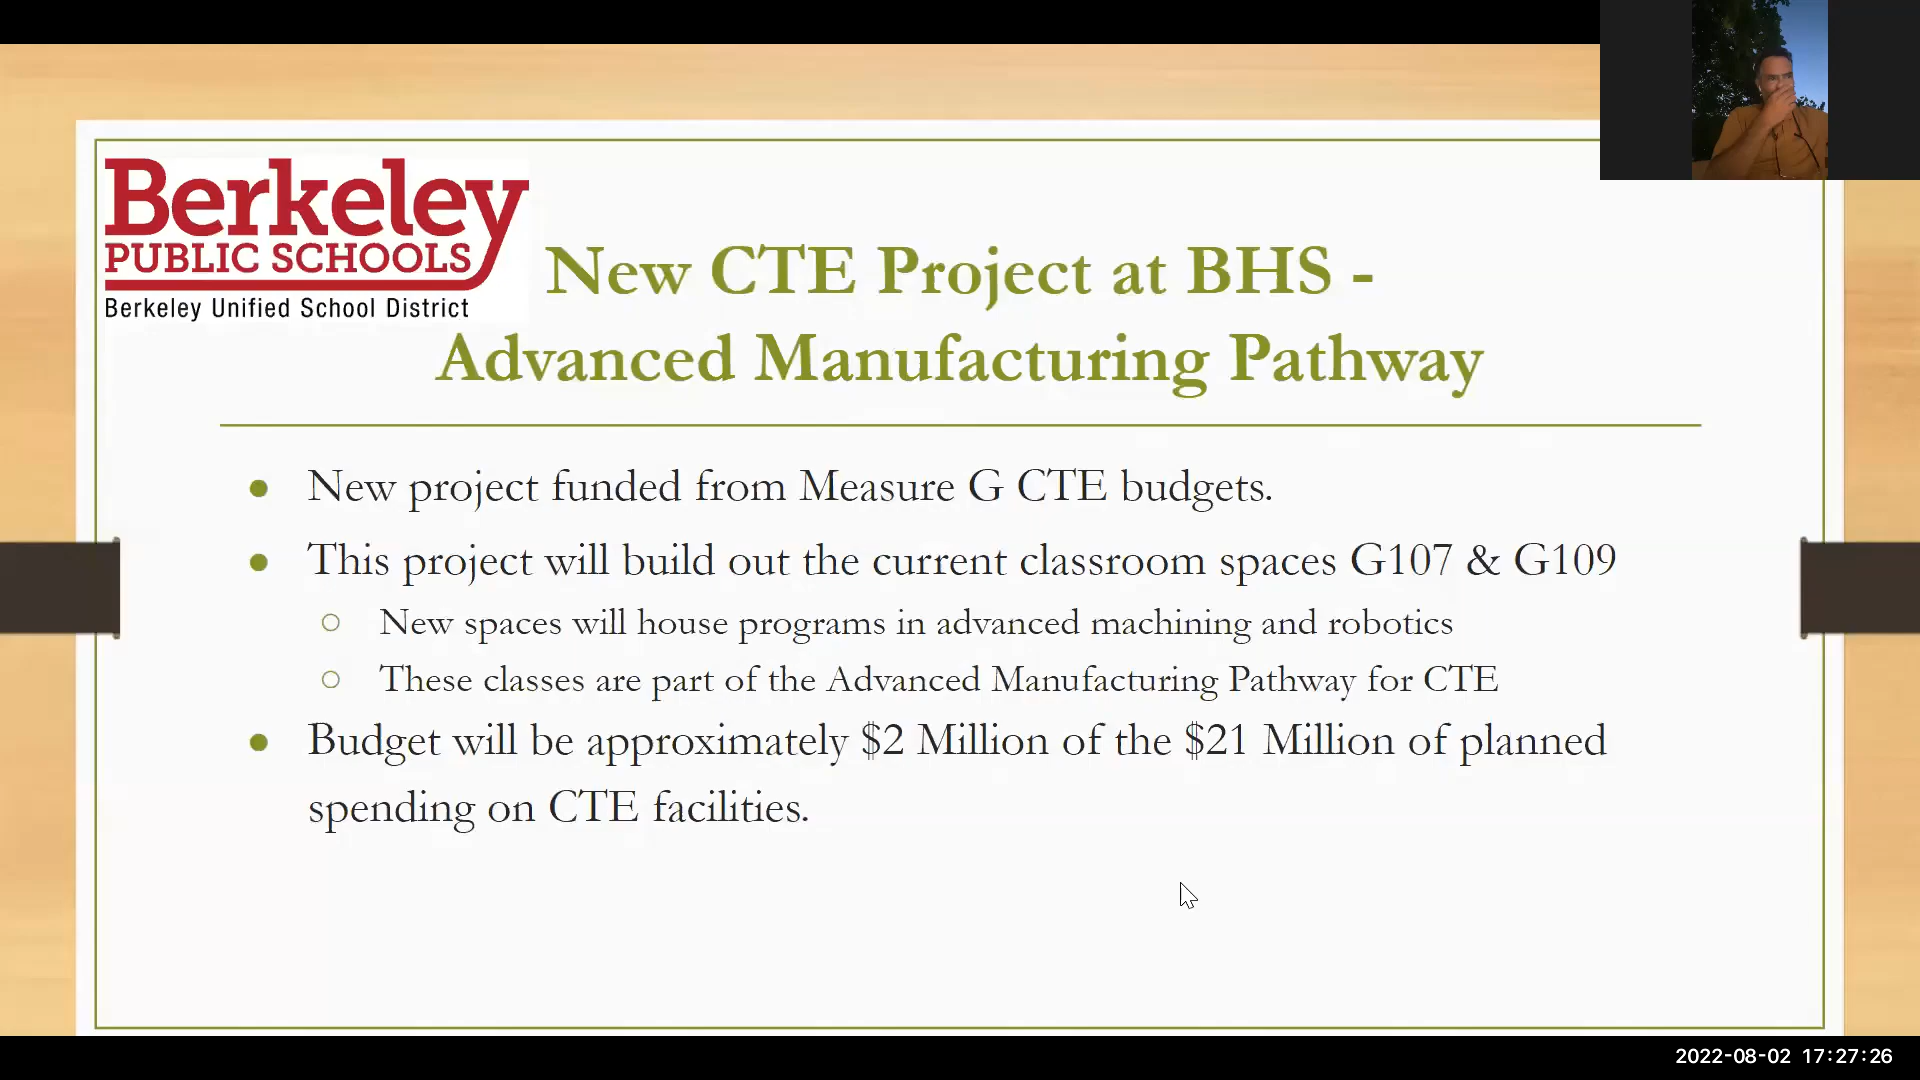 Berkeley
PUBLIC SCHOOLS
Berkeley Unified School District
New CTE Project at BHS -
Advanced Manufacturing Pathway
New project funded from Measure G CTE budgets.
This project will build out the current classroom spaces G107 & G109
New spaces will house programs in advanced machining and robotics
These classes are part of the Advanced Manufacturing Pathway for CTE
Budget will be approximately $2 Million of the $21 Million of planned
spending on CTE facilities.
2022-08-02 17:27:26